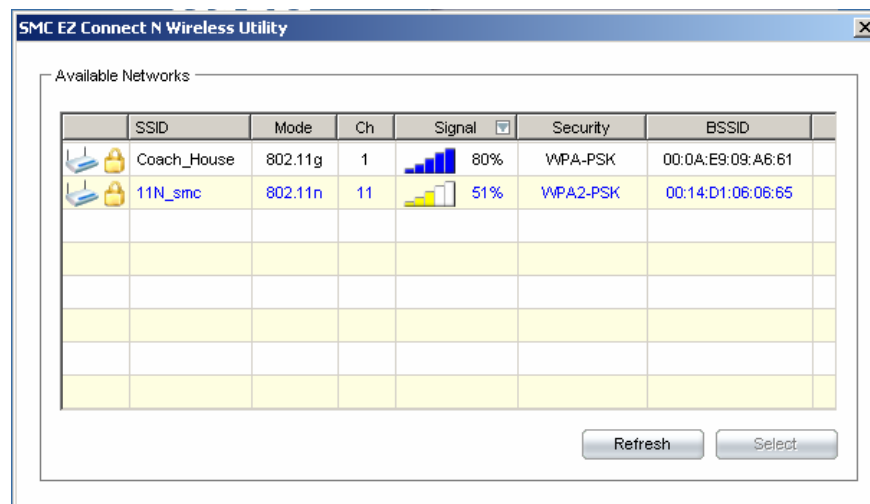 SMC EZ Connect N Wireless Utility
Available Networks
SSID Mode Ch Signal Security BSSID
Coach_House 802.11g 1 80% WPA-PSK 00:0A:E9:09:A6:61
11N_smc 802.11n 11 51% WPA2-PSK 00:14:D1:06:06:65
Refresh Select